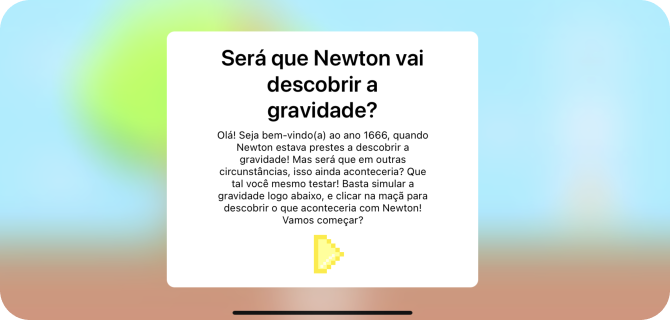 Será que Newton vai
descobrir a
gravidade?
Olá! Seja bem-vindo(a) ao ano 1666, quando
Newton estava prestes a descobrir a
gravidade! Mas será que em outras
circunstâncias, isso ainda aconteceria? Que
tal você mesmo testar! Basta simular a
gravidade logo abaixo, e clicar na maçã para
descobrir o que aconteceria com Newton!
Vamos começar?